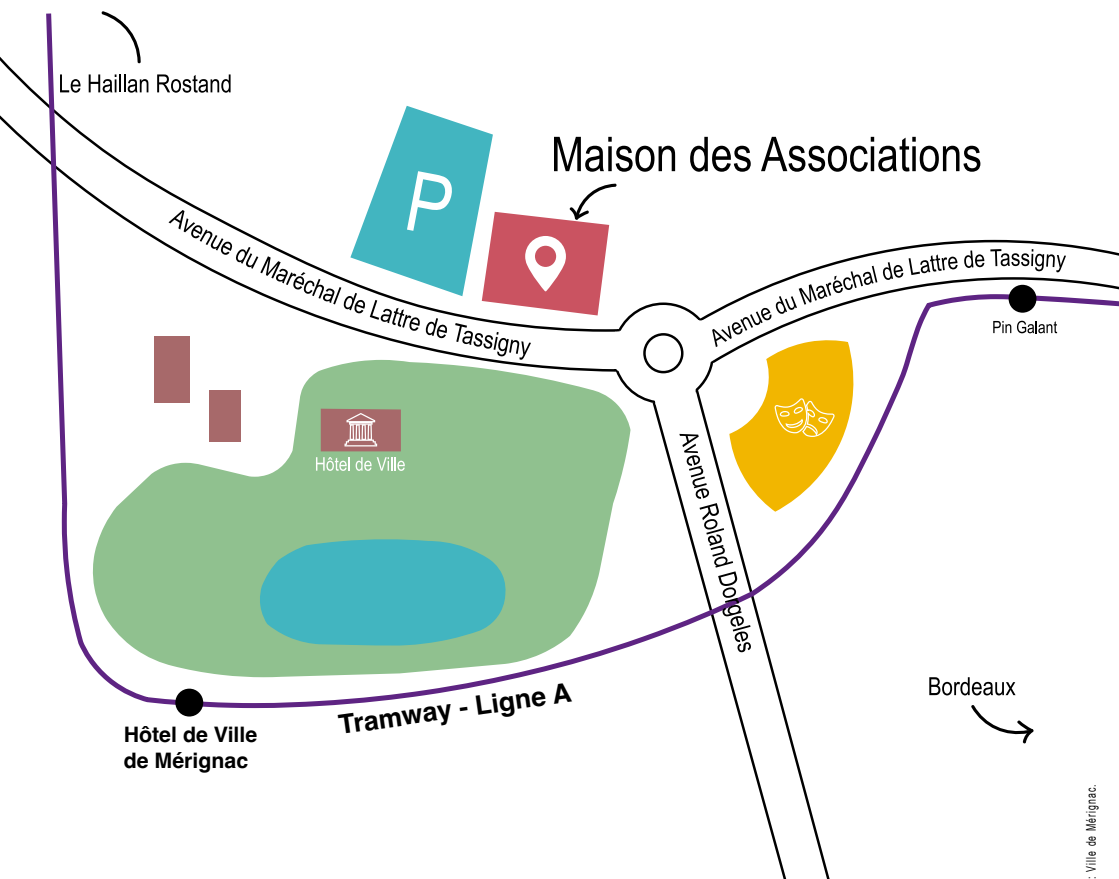 Le Haillan Rostand
Maison des Associations
P
Avenue du Maréchal de Lattre de Tassigny
Avenue du Maréchal de Lattre de Tassigny
Pin Galant
Hôtel de Ville
Avenue Roland Dorgeles
Tramway - Ligne A
Hôtel de Ville
de Mérignac
Bordeaux
: Ville de Mérignac.